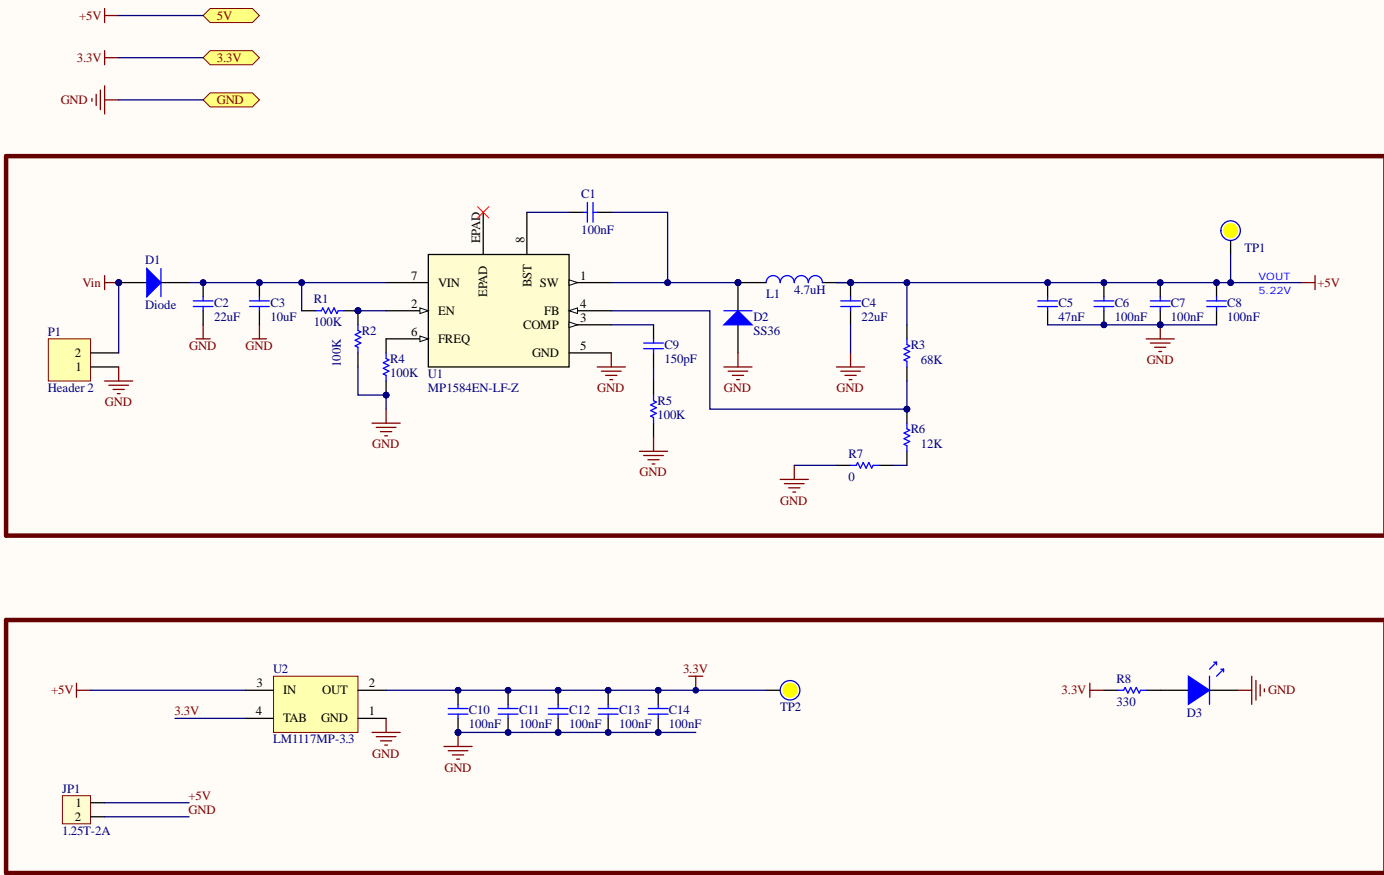 +5V 5V
3.3V 3.3V
GND GND
C1
100nF
EPAD
8
TP1
D1
Vin
7 VIN EPAD BST SW 1
VOUT
5.22V
+5V
Diode
C2
22uF
C3
10uF
R1
100K
2 EN
FB 4
COMP 3
L1 4.7uH
C4
22uF
C5
47nF
C6
100nF
C7
100nF
C8
100nF
D2
SS36
P1
2
1
Header 2
GND
GND
GND
R2
100K
6 FREQ
GND 5
R4
100K
U1
MP1584EN-LF-Z
C9
150pF
R3
68K
GND
GND
GND
GND
GND
R5
100K
GND
GND
R6
12K
R7
0
GND
U2
3.3V
+5V 3 IN OUT 2
3.3V 4 TAB GND 1
LM1117MP-3.3
GND
C10
100nF
C11
100nF
C12
100nF
C13
100nF
C14
100nF
GND
TP2
3.3V R8
330
D3
GND
JP1
1 +5V
2 GND
1.25T-2A